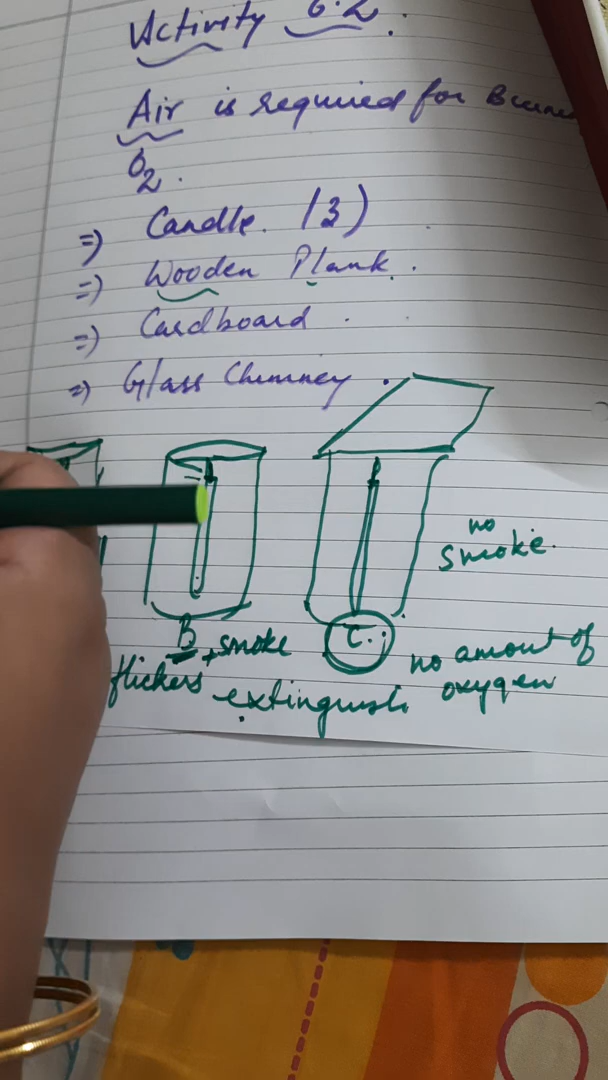 Activity 6.2.
Air is required for
O2.
=) Candle. (3)
=) Wooden Plank.
=) Cardboard.
=) Glass Chimney.
no
smoke.
B
C.
+ smoke
flickers
extinguish.
no amount of
oxygen